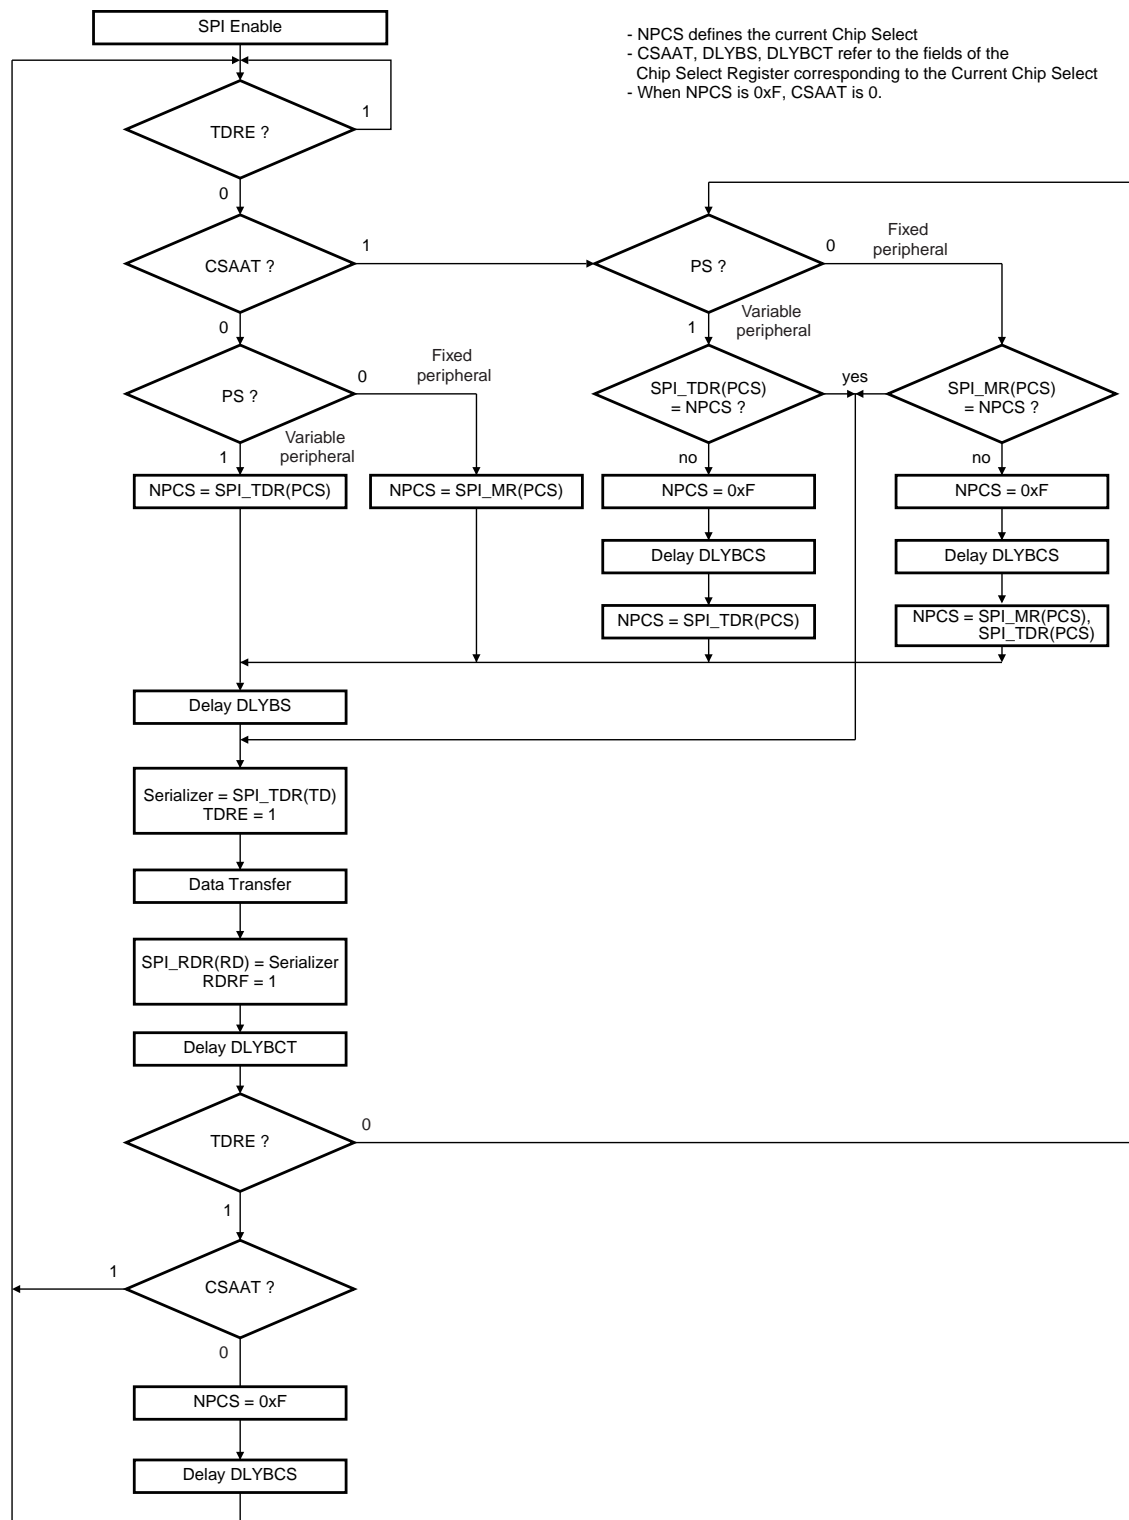 SPI Enable
- NPCS defines the current Chip Select
- CSAAT, DLYBS, DLYBCT refer to the fields of the
Chip Select Register corresponding to the Current Chip Select
- When NPCS is 0xF, CSAAT is 0.
1
TDRE ?
0
CSAAT ?
1
PS ?
0
Fixed
peripheral
0
1
Variable
peripheral
PS ?
0
Fixed
peripheral
1
Variable
peripheral
SPI_TDR(PCS)
= NPCS ?
yes
SPI_MR(PCS)
= NPCS ?
no
no
NPCS = SPI_TDR(PCS)
NPCS = SPI_MR(PCS)
NPCS = 0xF
NPCS = 0xF
Delay DLYBCS
Delay DLYBCS
NPCS = SPI_TDR(PCS)
NPCS = SPI_MR(PCS),
SPI_TDR(PCS)
Delay DLYBS
Serializer = SPI_TDR(TD)
TDRE = 1
Data Transfer
SPI_RDR(RD) = Serializer
RDRF = 1
Delay DLYBCT
TDRE ?
0
1
CSAAT ?
1
0
NPCS = 0xF
Delay DLYBCS